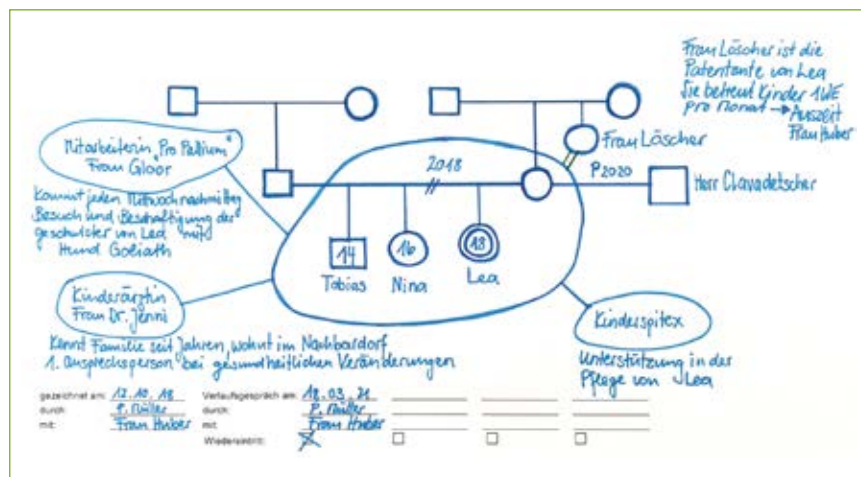 Frau Löscher ist die
Patentante von Lea
Sie betreut Kinder 1WE
pro Monat → Auszeit
Frau Huber
Mitarbeiterin "Pro Pallium"
Frau Gloor
Kommt jeden Mittwochnachmittag
Besuch und Beschäftigung der
Geschwister von Lea mit
Hund Goliath
Frau Löscher
2018
P2020
Herr Clavadetscher
14
16
18
Tobias
Nina
Lea
Kinderärztin
Frau Dr. Jenni
Kennt Familie seit Jahren, wohnt im Nachbardorf
1. Ansprechsperson bei gesundheitlichen Veränderungen
Kinderspitex
Unterstützung in der
Pflege von Lea
gezeichnet am: 12.10.18 Verlaufsgespräch am: 18.03.21
durch: P. Müller durch: P. Müller
mit: Frau Huber mit: Frau Huber
Wiedereintritt: